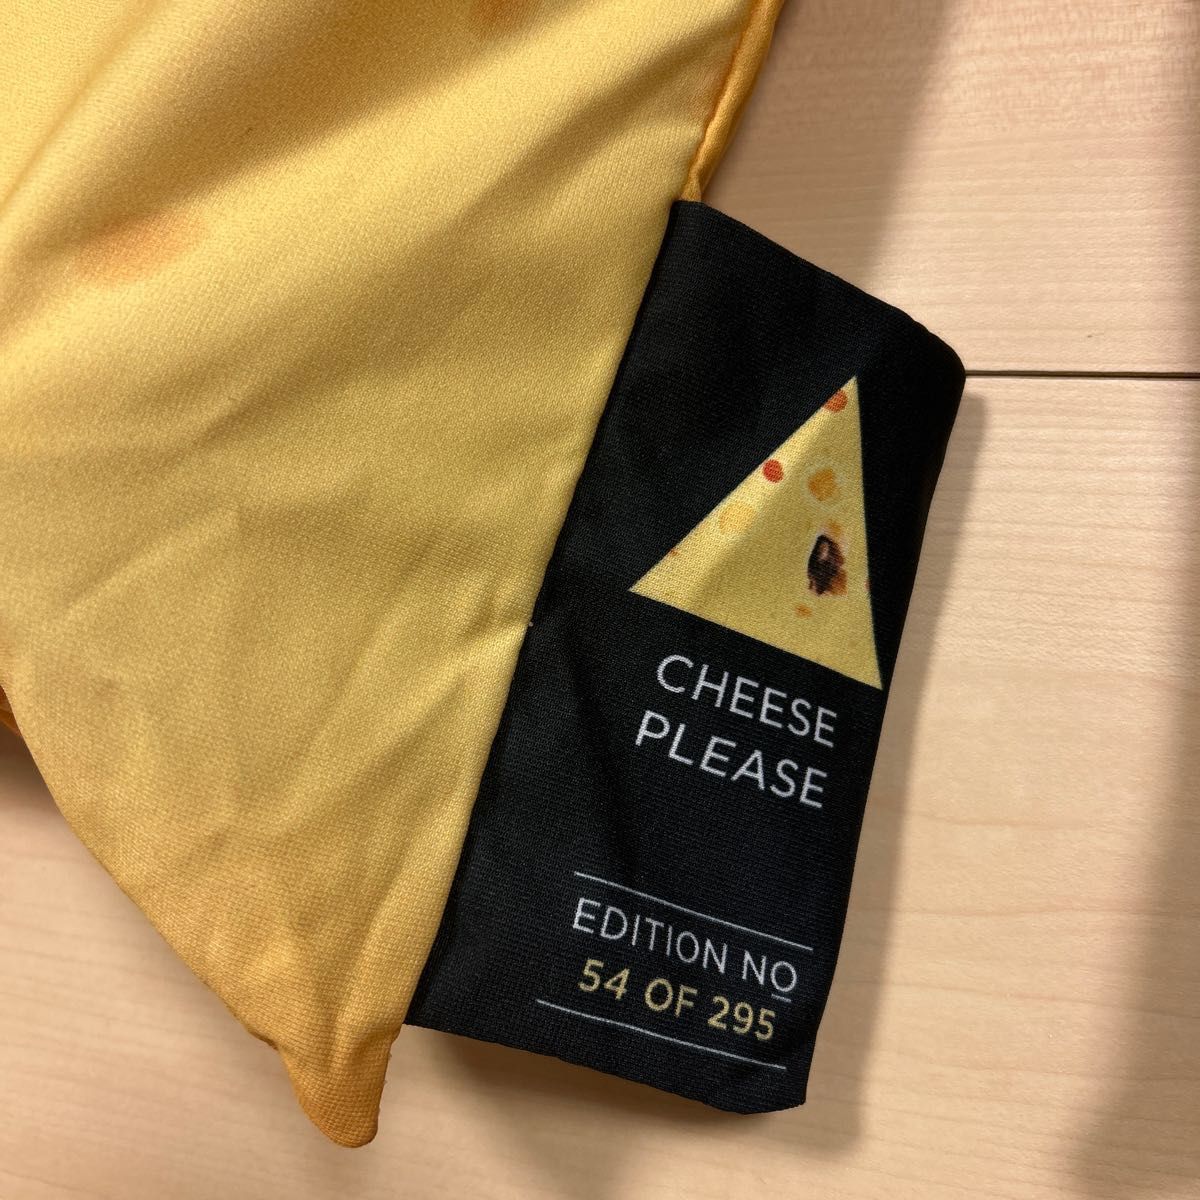 CHEESE
PLEASE
EDITION NO
54 OF 295